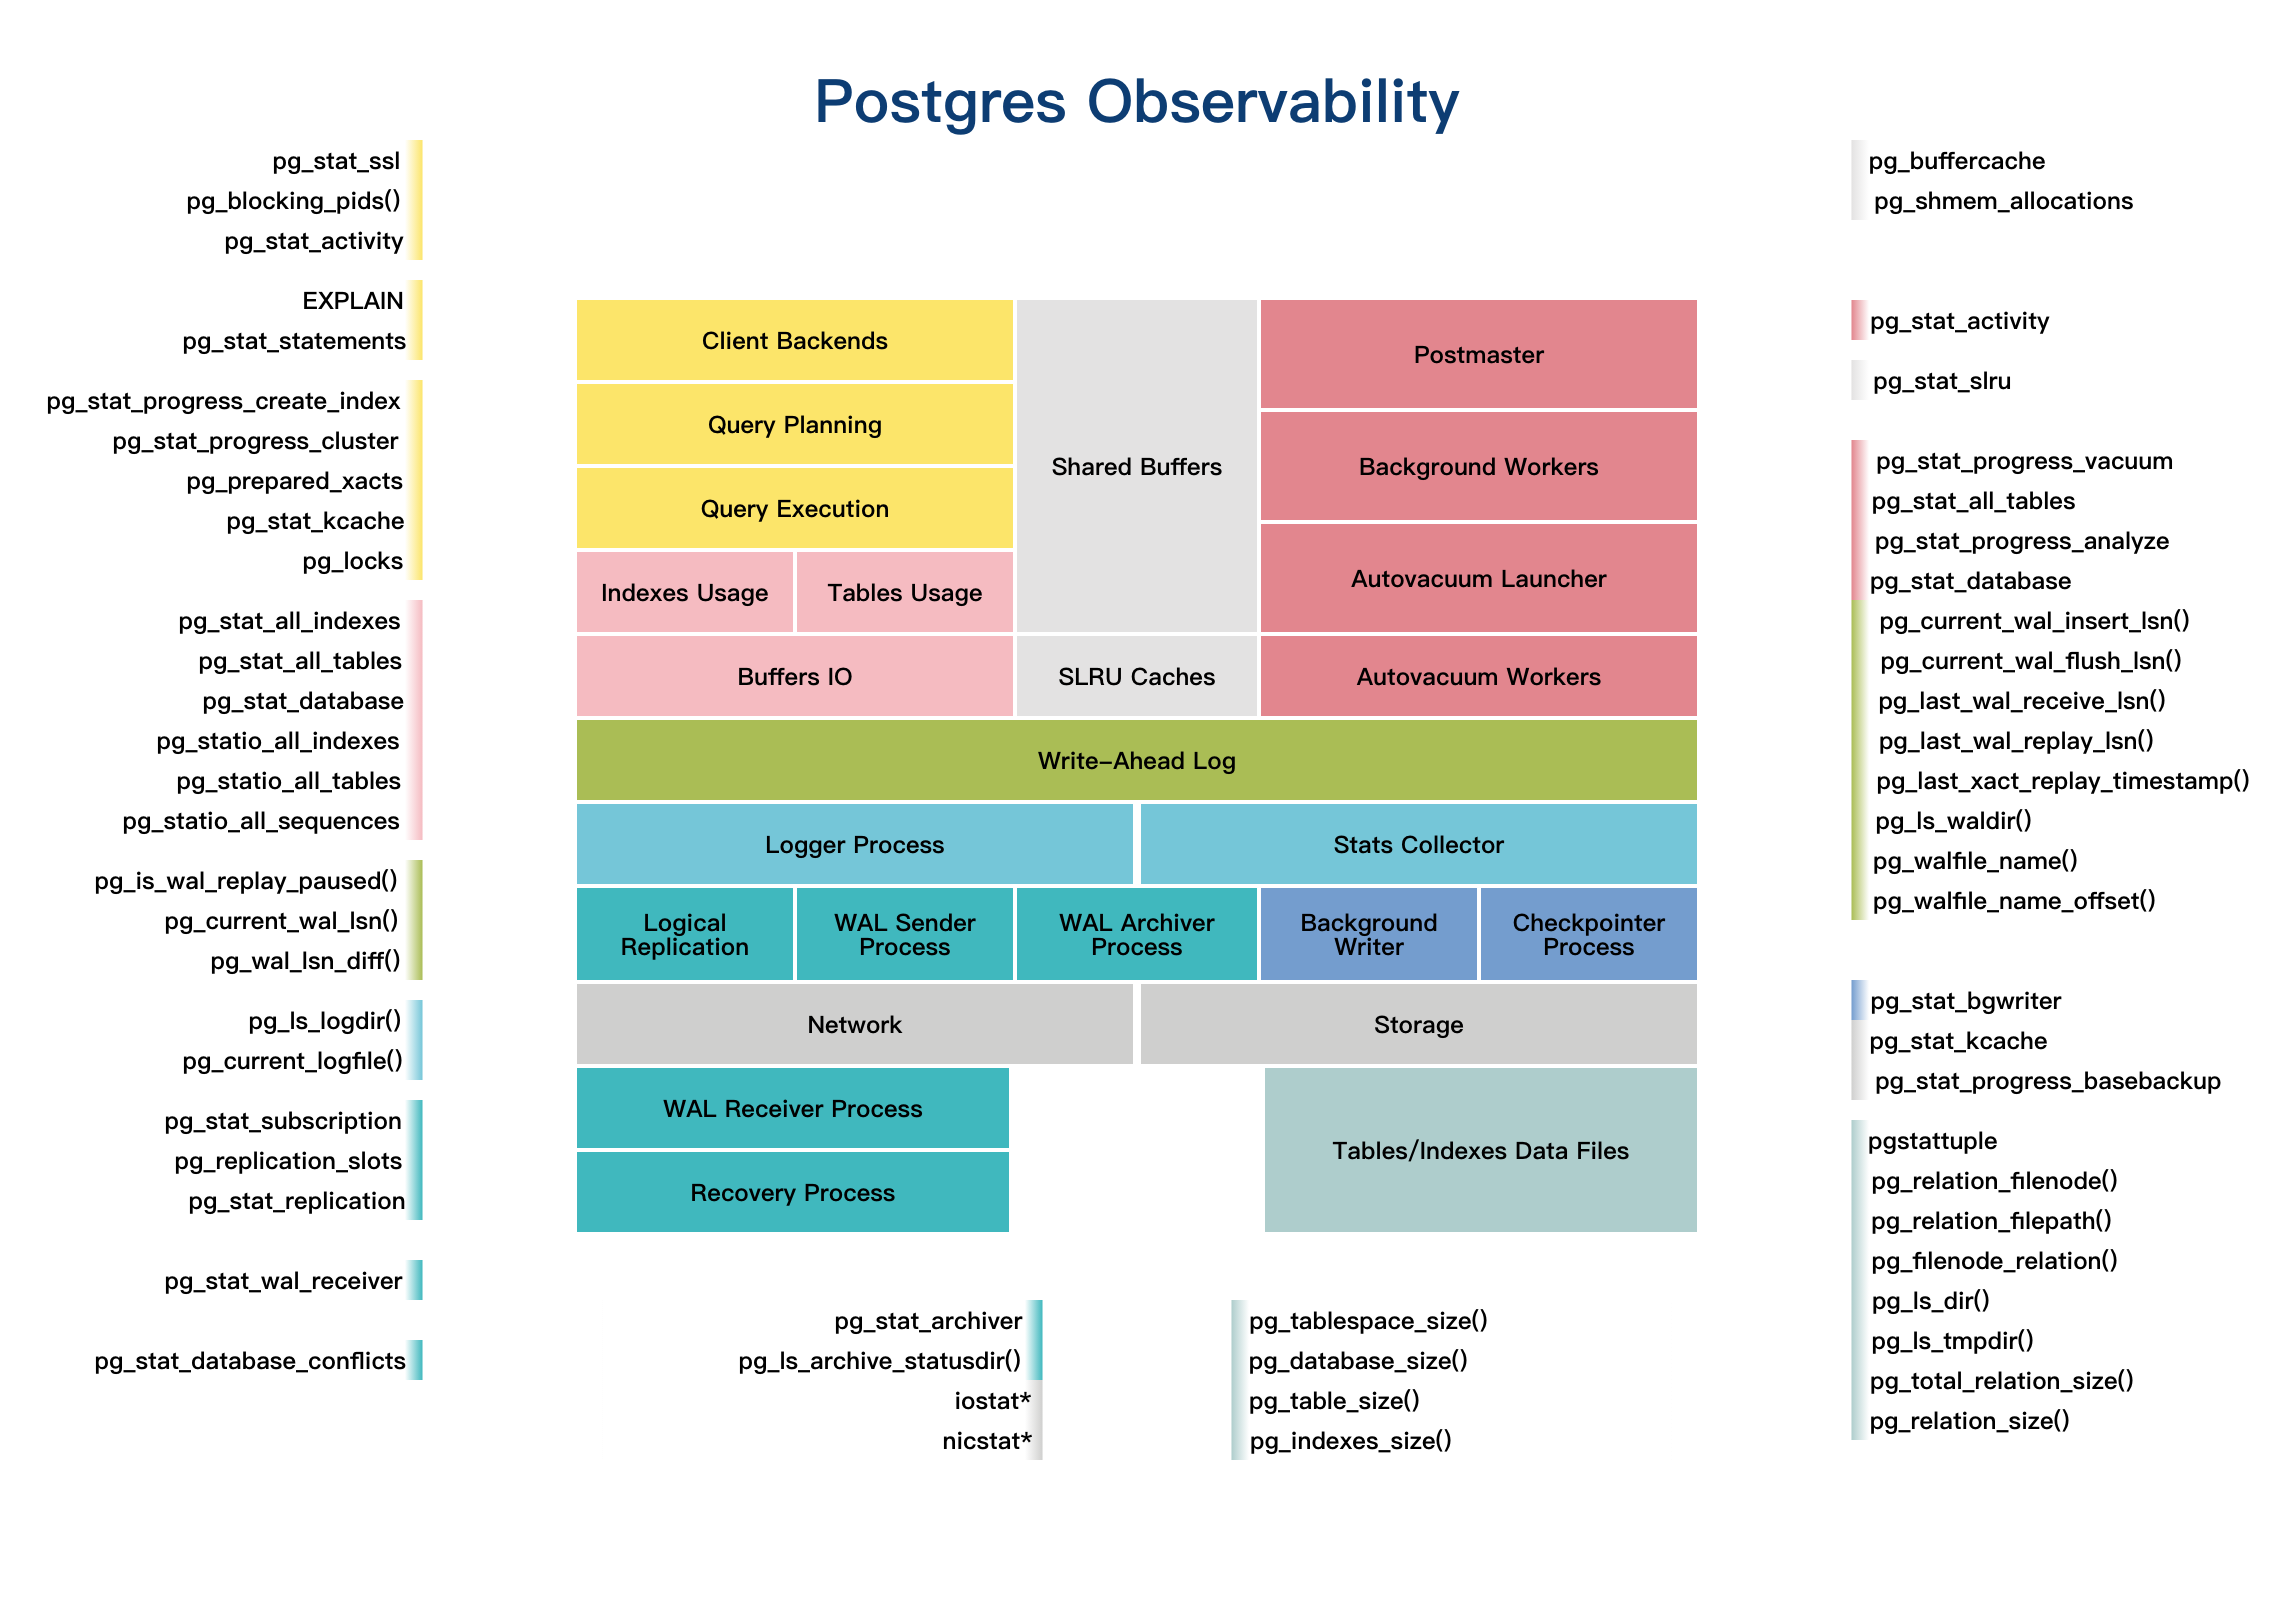 Postgres Observability
pg_stat_ssl
pg_blocking_pids()
pg_stat_activity
EXPLAIN
pg_stat_statements
pg_stat_progress_create_index
pg_stat_progress_cluster
pg_prepared_xacts
pg_stat_kcache
pg_locks
pg_stat_all_indexes
pg_stat_all_tables
pg_stat_database
pg_statio_all_indexes
pg_statio_all_tables
pg_statio_all_sequences
pg_is_wal_replay_paused()
pg_current_wal_lsn()
pg_wal_lsn_diff()
pg_ls_logdir()
pg_current_logfile()
pg_stat_subscription
pg_replication_slots
pg_stat_replication
pg_stat_wal_receiver
pg_stat_database_conflicts
Client Backends
Query Planning
Query Execution
Indexes Usage
Tables Usage
Buffers IO
Shared Buffers
SLRU Caches
Postmaster
Background Workers
Autovacuum Launcher
Autovacuum Workers
Write-Ahead Log
Logger Process
Stats Collector
Logical
Replication
WAL Sender
Process
WAL Archiver
Process
Background
Writer
Checkpointer
Process
Network
Storage
WAL Receiver Process
Recovery Process
Tables/Indexes Data Files
pg_stat_archiver
pg_ls_archive_statusdir()
iostat*
nicstat*
pg_tablespace_size()
pg_database_size()
pg_table_size()
pg_indexes_size()
pg_buffercache
pg_shmem_allocations
pg_stat_activity
pg_stat_slru
pg_stat_progress_vacuum
pg_stat_all_tables
pg_stat_progress_analyze
pg_stat_database
pg_current_wal_insert_lsn()
pg_current_wal_flush_lsn()
pg_last_wal_receive_lsn()
pg_last_wal_replay_lsn()
pg_last_xact_replay_timestamp()
pg_ls_waldir()
pg_walfile_name()
pg_walfile_name_offset()
pg_stat_bgwriter
pg_stat_kcache
pg_stat_progress_basebackup
pgstattuple
pg_relation_filenode()
pg_relation_filepath()
pg_filenode_relation()
pg_ls_dir()
pg_ls_tmpdir()
pg_total_relation_size()
pg_relation_size()